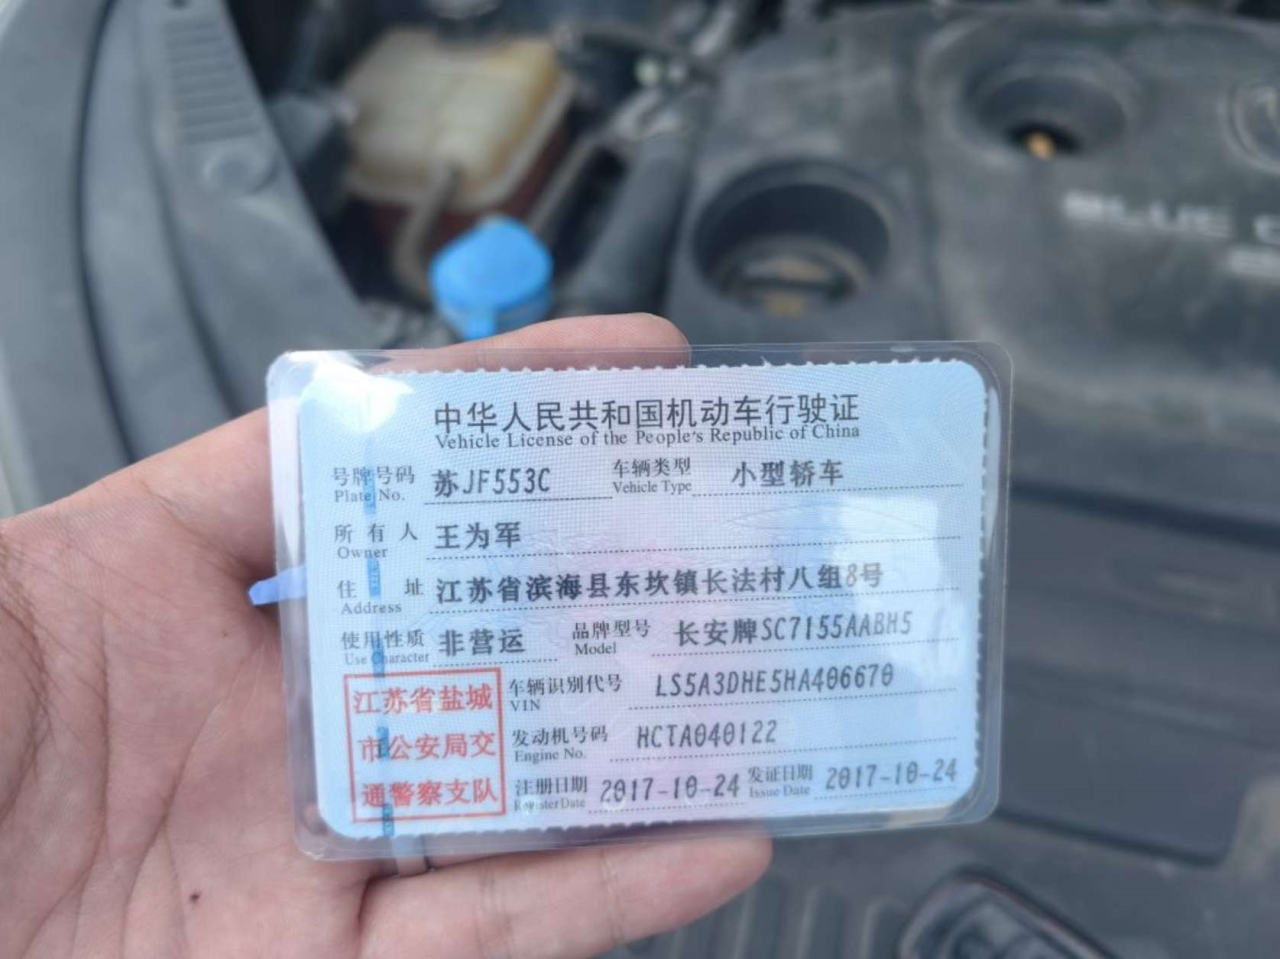 BLUE
中华人民共和国机动车行驶证
Vehicle License of the People's Republic of China
号牌号码 苏JF553C 车辆类型 小型轿车
Plate No. Vehicle Type
所有人 王为军
Owner
住址 江苏省滨海县东坎镇长法村八组8号
Address
使用性质 非营运 品牌型号 长安牌SC7155AABH5
Use Character Model
江苏省盐城
市公安局交
通警察支队
车辆识别代号 LS5A3DHE5HA406670
VIN
发动机号码 HCTA040122
Engine No.
注册日期 2017-10-24 发证日期 2017-10-24
Register Date Issue Date